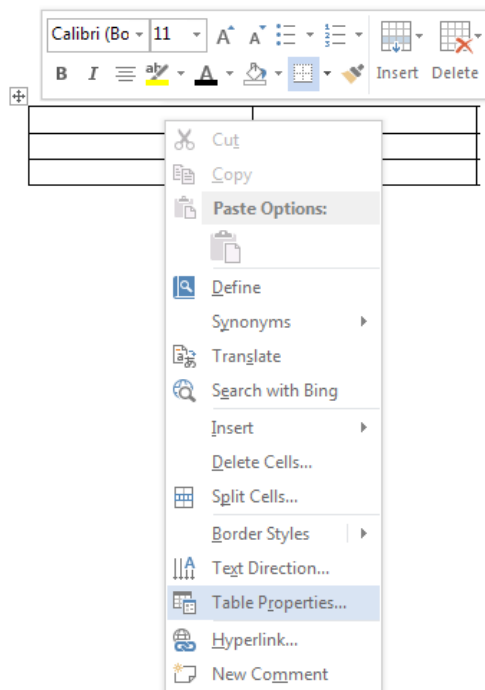 Calibri (Bo 11
B I Insert Delete
Cut
Copy
Paste Options:
Define
Synonyms
Translate
Search with Bing
Insert
Delete Cells...
Split Cells...
Border Styles
Text Direction...
Table Properties...
Hyperlink...
New Comment